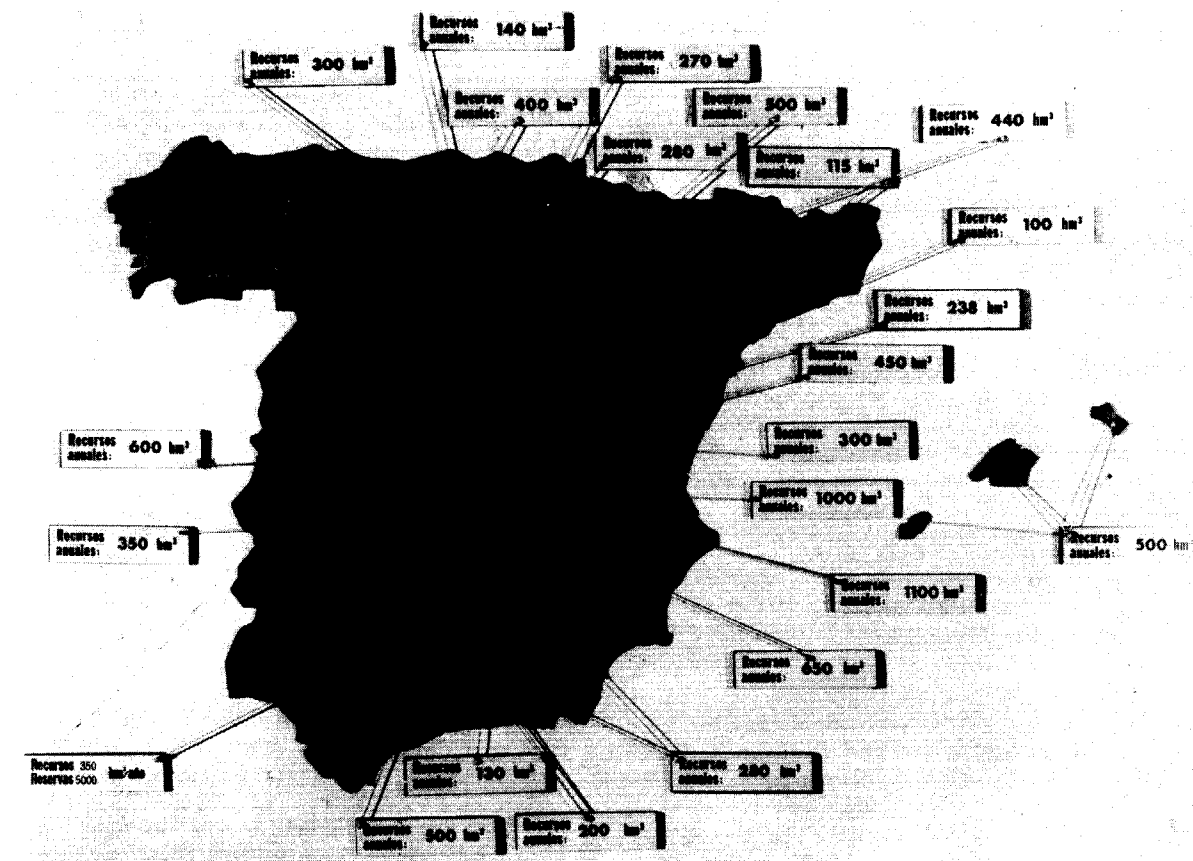 Recursos anuales: 140 hm³
Recursos anuales: 300 hm³
Recursos anuales: 270 hm³
Recursos anuales: 400 hm³
Recursos anuales: 500 hm³
Recursos anuales: 440 hm³
Recursos anuales: 280 hm³
Recursos anuales: 115 hm³
Recursos anuales: 100 hm³
Recursos anuales: 238 hm³
Recursos anuales: 450 hm³
Recursos anuales: 600 hm³
Recursos anuales: 300 hm³
Recursos anuales: 1000 hm³
Recursos anuales: 350 hm³
Recursos anuales: 500 hm
Recursos anuales: 1100 hm³
Recursos anuales: 650 hm³
Recursos 350
Reservas 5000 hm³/año
Recursos anuales: 130 hm³
Recursos anuales: 280 hm³
Recursos anuales: 500 hm³
Recursos anuales: 200 hm³